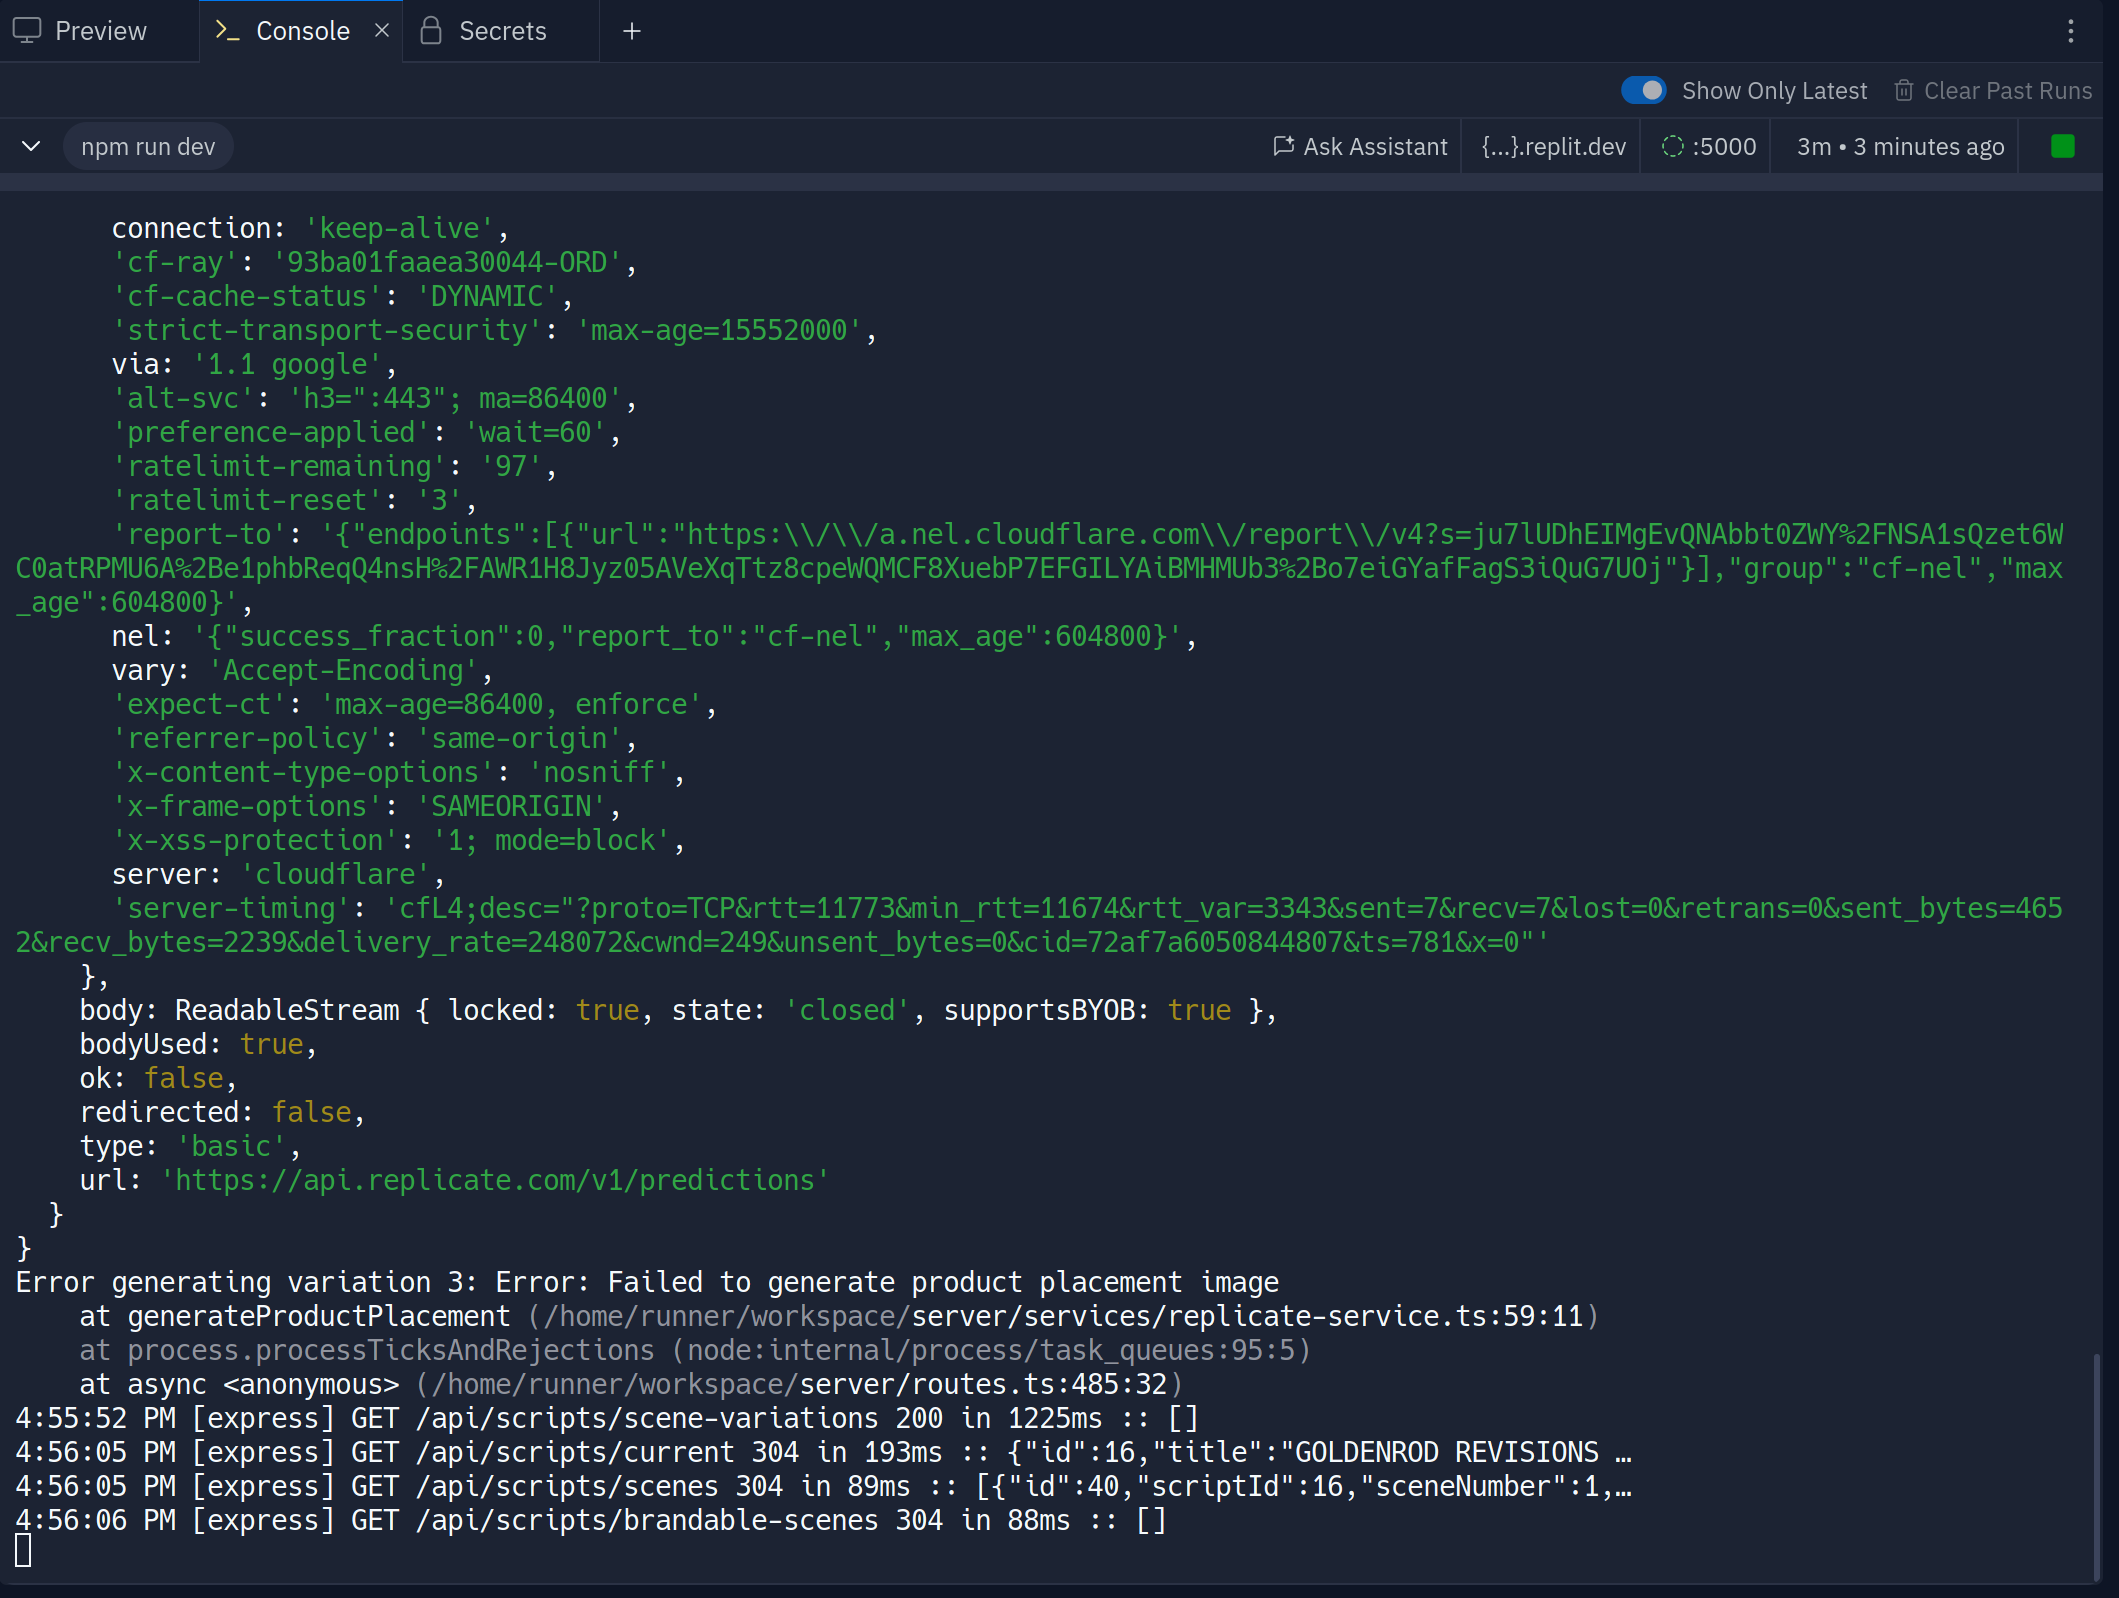 Preview
Console
Secrets
Show Only Latest
Clear Past Runs
npm run dev
Ask Assistant
{...}.replit.dev
:5000
3m • 3 minutes ago
connection: 'keep-alive',
'cf-ray': '93ba01faaea30044-ORD',
'cf-cache-status': 'DYNAMIC',
'strict-transport-security': 'max-age=15552000',
via: '1.1 google',
'alt-svc': 'h3=":443"; ma=86400',
'preference-applied': 'wait=60',
'ratelimit-remaining': '97',
'ratelimit-reset': '3',
'report-to': '{"endpoints":[{"url":"https:\\/\\/a.nel.cloudflare.com\\/report\\/v4?s=ju7lUDhEIMgEvQNAbbt0ZWY%2FNSA1sQzet6W
C0atRPMU6A%2Be1phbReqQ4nsH%2FAWR1H8Jyz05AVeXqTtz8cpeWQMCF8XuebP7EFGILYAiBMHMUb3%2Bo7eiGYafFagS3iQuG7UOj"}],"group":"cf-nel","max
_age":604800}',
nel: '{"success_fraction":0,"report_to":"cf-nel","max_age":604800}',
vary: 'Accept-Encoding',
'expect-ct': 'max-age=86400, enforce',
'referrer-policy': 'same-origin',
'x-content-type-options': 'nosniff',
'x-frame-options': 'SAMEORIGIN',
'x-xss-protection': '1; mode=block',
server: 'cloudflare',
'server-timing': 'cfL4;desc="?proto=TCP&rtt=11773&min_rtt=11674&rtt_var=3343&sent=7&recv=7&lost=0&retrans=0&sent_bytes=465
2&recv_bytes=2239&delivery_rate=248072&cwnd=249&unsent_bytes=0&cid=72af7a6050844807&ts=781&x=0"'
},
body: ReadableStream { locked: true, state: 'closed', supportsBYOB: true },
bodyUsed: true,
ok: false,
redirected: false,
type: 'basic',
url: 'https://api.replicate.com/v1/predictions'
}
}
Error generating variation 3: Error: Failed to generate product placement image
at generateProductPlacement (/home/runner/workspace/server/services/replicate-service.ts:59:11)
at process.processTicksAndRejections (node:internal/process/task_queues:95:5)
at async <anonymous> (/home/runner/workspace/server/routes.ts:485:32)
4:55:52 PM [express] GET /api/scripts/scene-variations 200 in 1225ms :: []
4:56:05 PM [express] GET /api/scripts/current 304 in 193ms :: {"id":16,"title":"GOLDENROD REVISIONS …
4:56:05 PM [express] GET /api/scripts/scenes 304 in 89ms :: [{"id":40,"scriptId":16,"sceneNumber":1,…
4:56:06 PM [express] GET /api/scripts/brandable-scenes 304 in 88ms :: []